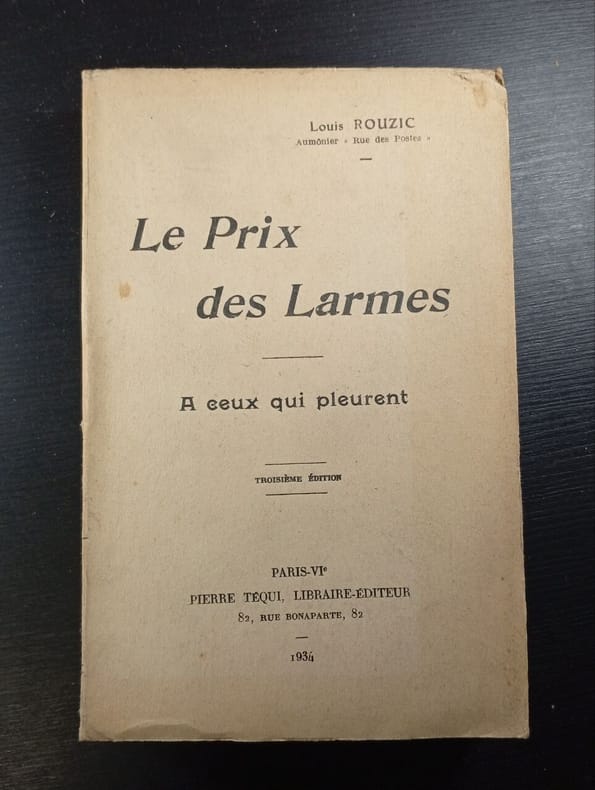 Louis ROUZIC
Aumônier « Rue des Postes »
Le Prix
des Larmes
A ceux qui pleurent
TROISIÈME ÉDITION
PARIS-VIe
PIERRE TÉQUI, LIBRAIRE-ÉDITEUR
82, RUE BONAPARTE, 82
1934